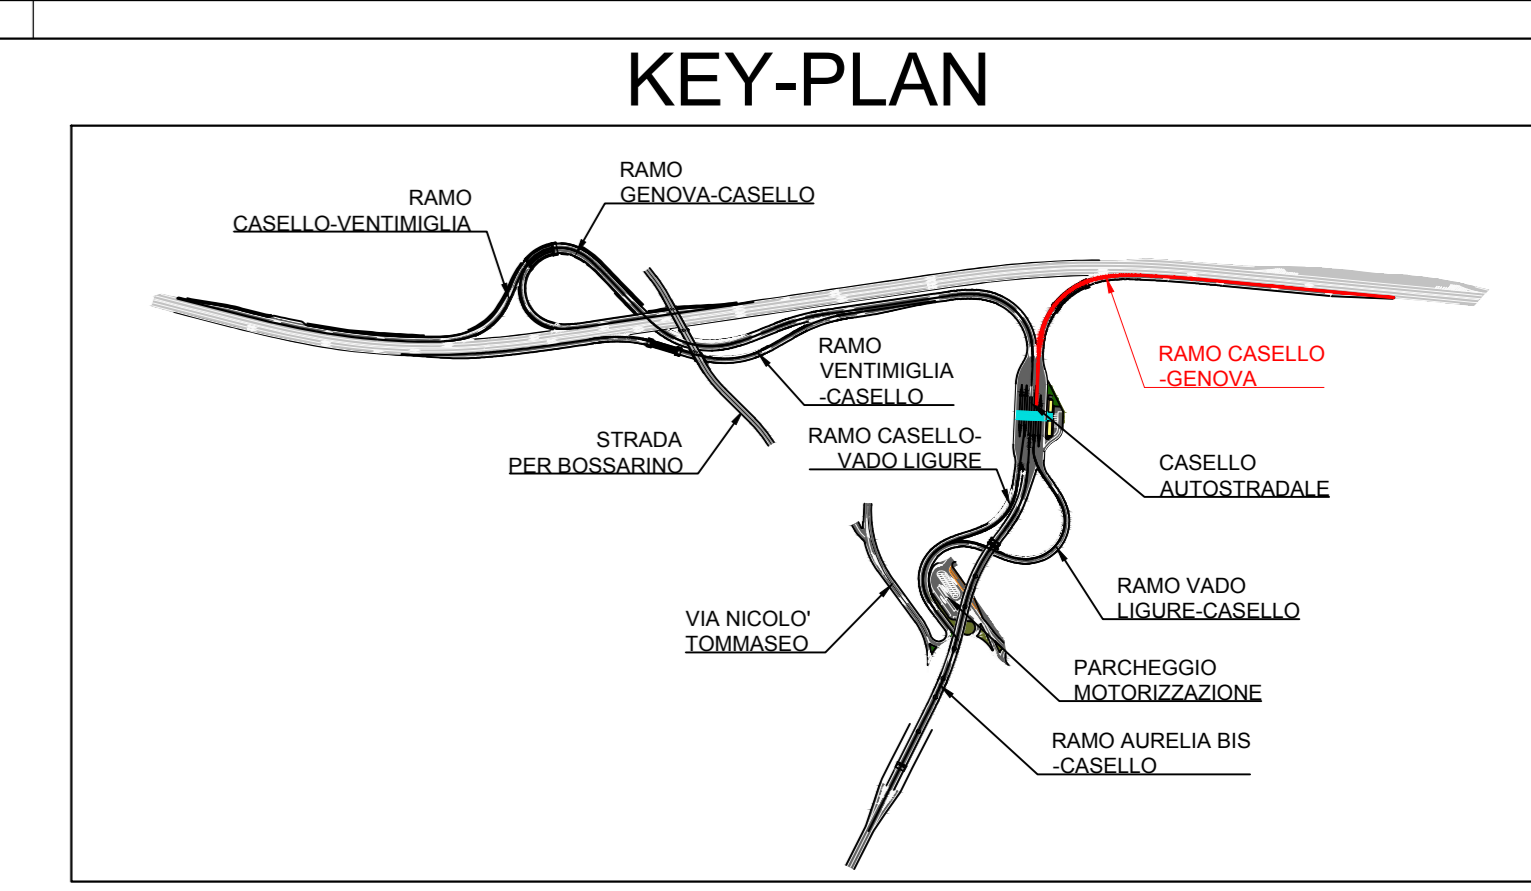 KEY-PLAN
RAMO
GENOVA-CASELLO
RAMO
CASELLO-VENTIMIGLIA
RAMO
VENTIMIGLIA
-CASELLO
RAMO CASELLO
-GENOVA
STRADA
PER BOSSARINO
RAMO CASELLO-
VADO LIGURE
CASELLO
AUTOSTRADALE
RAMO VADO
LIGURE-CASELLO
VIA NICOLO'
TOMMASEO
PARCHEGGIO
MOTORIZZAZIONE
RAMO AURELIA BIS
-CASELLO